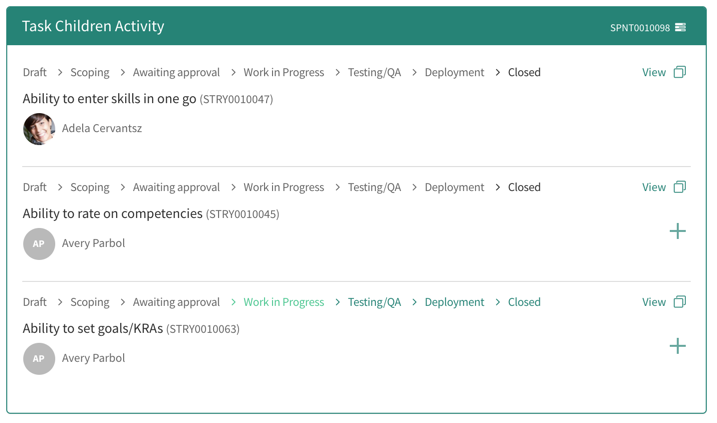 Task Children Activity SPNT0010098
Draft > Scoping > Awaiting approval > Work in Progress > Testing/QA > Deployment > Closed View
Ability to enter skills in one go (STRY0010047)
Adela Cervantsz
Draft > Scoping > Awaiting approval > Work in Progress > Testing/QA > Deployment > Closed View
Ability to rate on competencies (STRY0010045)
AP Avery Parbol
Draft > Scoping > Awaiting approval > Work in Progress > Testing/QA > Deployment > Closed View
Ability to set goals/KRAs (STRY0010063)
AP Avery Parbol